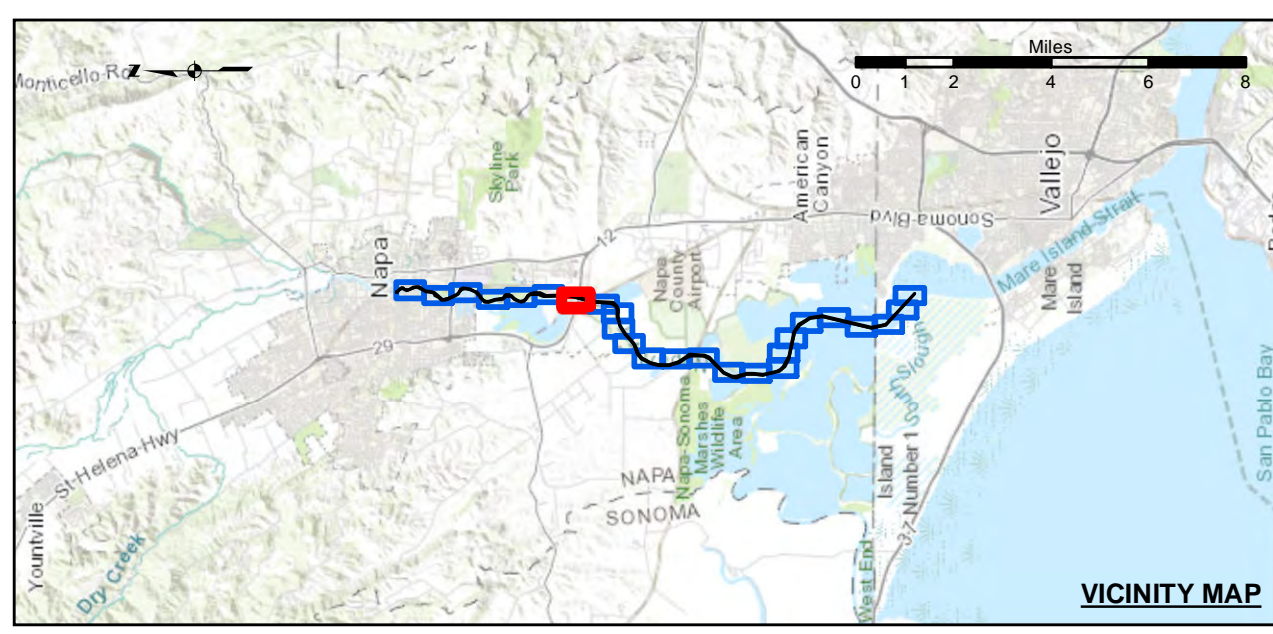 Miles
0 1 2 4 6 8
Monticello-Rd
Z
Skyline
Park
American
Canyon
Vallejo
Sonoma-Blvd
Mare Island-Strait
Mare
Island
12
Napa
Napa
County
Airport
29
St-Helena-Hwy
Yountville
Dry Creek
Napa-Sonoma
Marshes
Wildlife
Area
NAPA
SONOMA
South Slough
Island
Number 1
37
West End
San Pablo Bay
VICINITY MAP